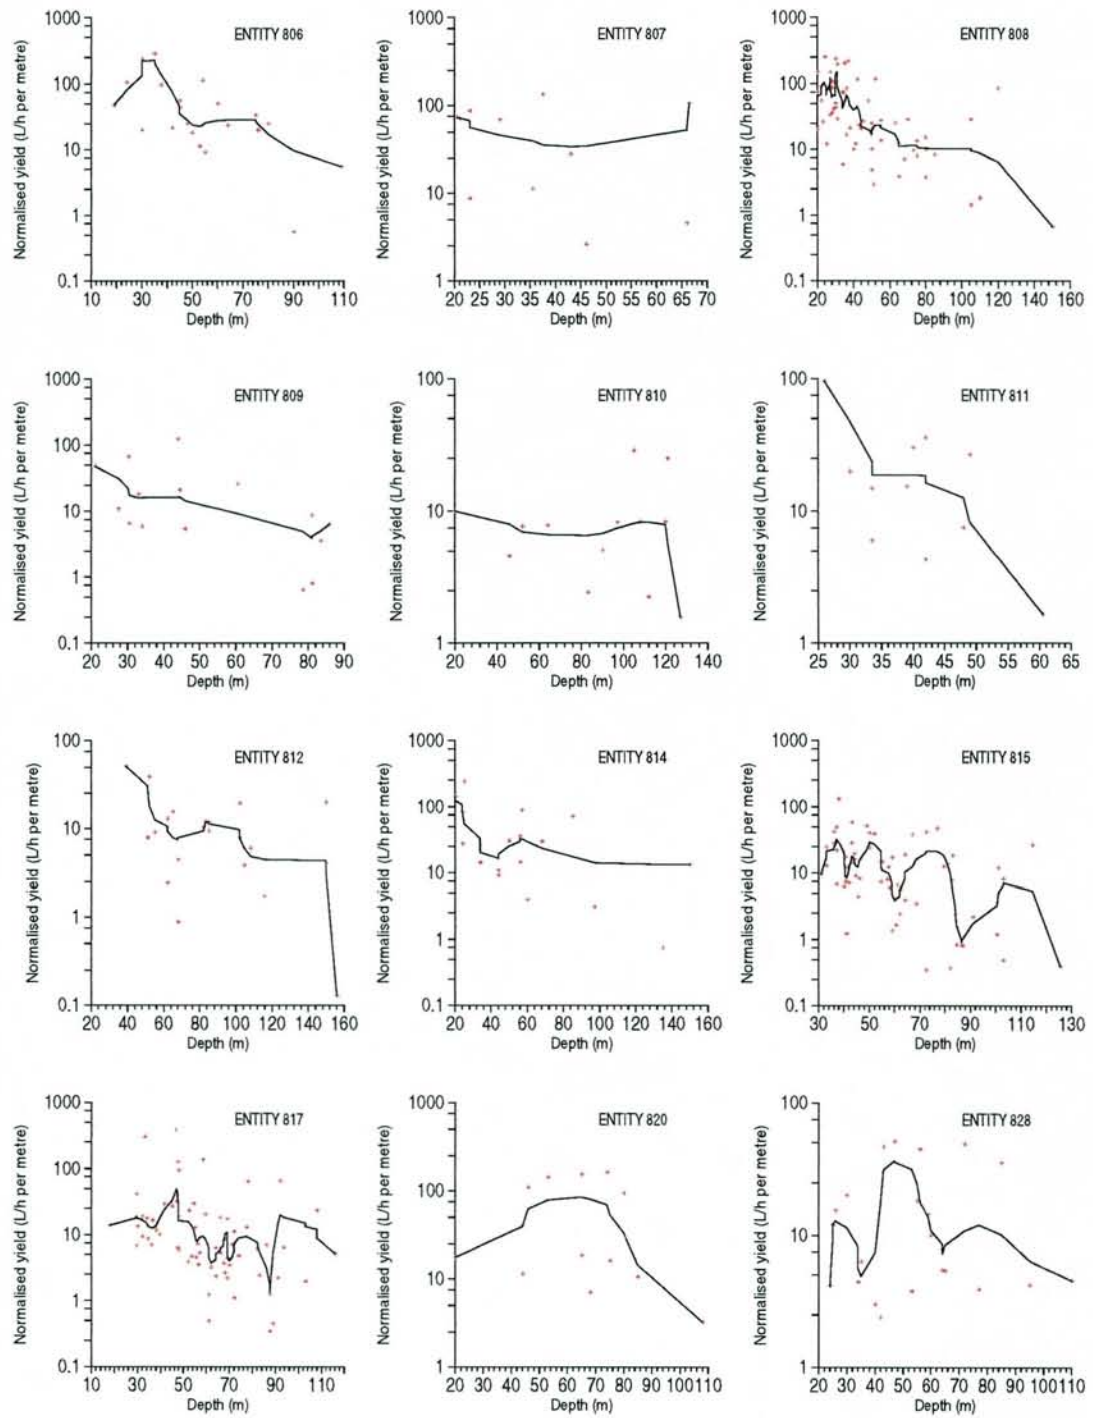 ENTITY 806
Normalised yield (L/h per metre)
1000
100
10
1
0.1
10 30 50 70 90 110
Depth (m)
ENTITY 807
Normalised yield (L/h per metre)
1000
100
10
1
20 25 30 35 40 45 50 55 60 65 70
Depth (m)
ENTITY 808
Normalised yield (L/h per metre)
1000
100
10
1
0.1
20 40 60 80 100 120 140 160
Depth (m)
ENTITY 809
Normalised yield (L/h per metre)
1000
100
10
1
0.1
20 30 40 50 60 70 80 90
Depth (m)
ENTITY 810
Normalised yield (L/h per metre)
100
10
1
20 40 60 80 100 120 140
Depth (m)
ENTITY 811
Normalised yield (L/h per metre)
100
10
1
25 30 35 40 45 50 55 60 65
Depth (m)
ENTITY 812
Normalised yield (L/h per metre)
100
10
1
0.1
20 40 60 80 100 120 140 160
Depth (m)
ENTITY 814
Normalised yield (L/h per metre)
1000
100
10
1
0.1
20 40 60 80 100 120 140 160
Depth (m)
ENTITY 815
Normalised yield (L/h per metre)
1000
100
10
1
0.1
30 50 70 90 110 130
Depth (m)
ENTITY 817
Normalised yield (L/h per metre)
1000
100
10
1
0.1
10 30 50 70 90 110
Depth (m)
ENTITY 820
Normalised yield (L/h per metre)
1000
100
10
1
20 30 40 50 60 70 80 90 100 110
Depth (m)
ENTITY 828
Normalised yield (L/h per metre)
100
10
1
20 30 40 50 60 70 80 90 100 110
Depth (m)